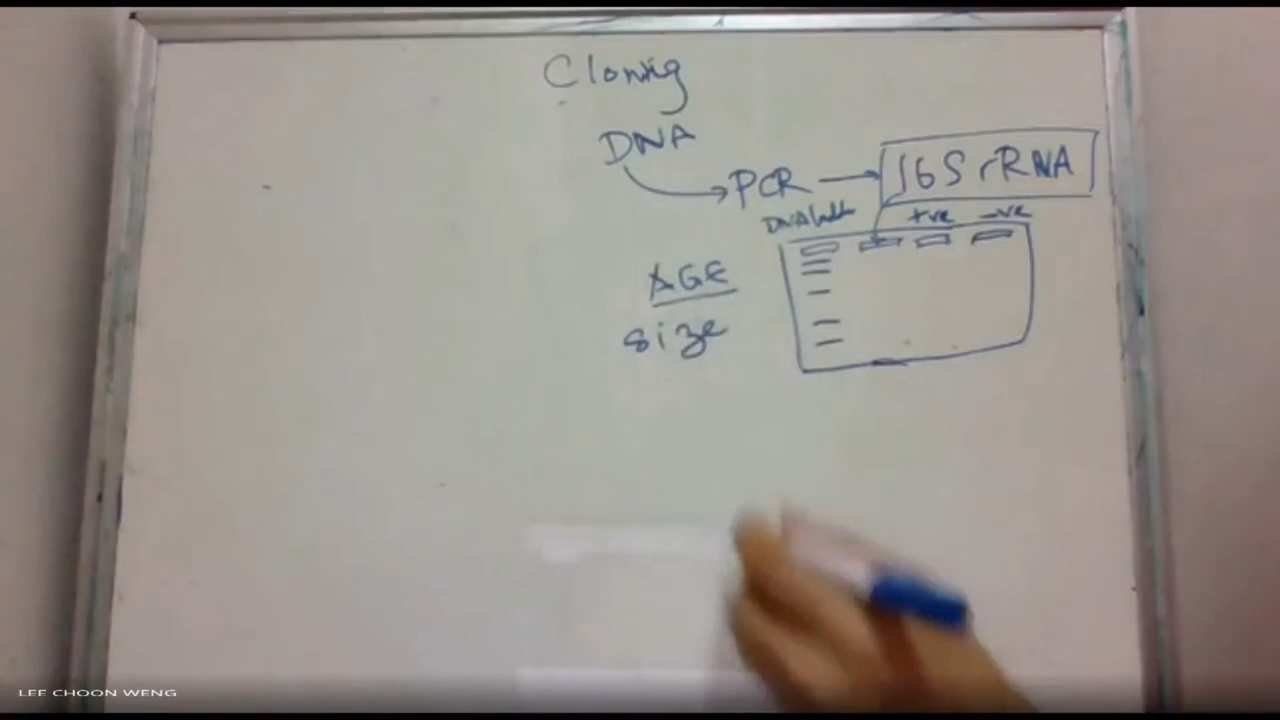 Cloning
DNA
PCR → 16S rRNA
DNA +ve -ve
AGE
size
LEE CHOON WENG